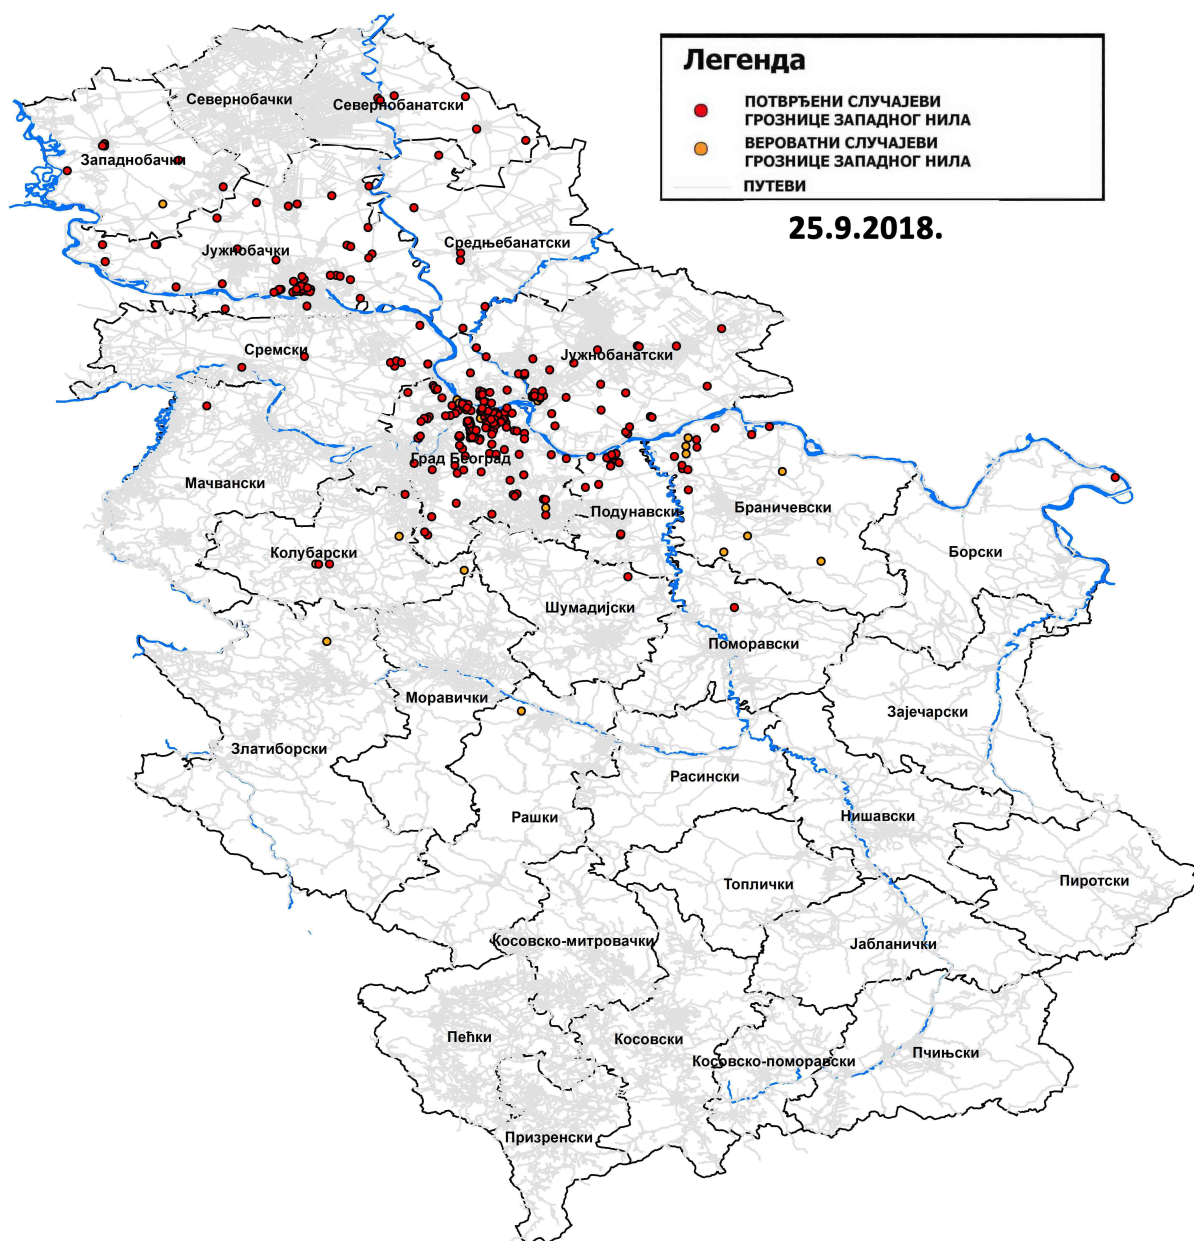 Легенда
ПОТВРЂЕНИ СЛУЧАЈЕВИ
ГРОЗНИЦЕ ЗАПАДНОГ НИЛА
ВЕРОВАТНИ СЛУЧАЈЕВИ
ГРОЗНИЦЕ ЗАПАДНОГ НИЛА
ПУТЕВИ
25.9.2018.
Севернобачки
Севернобанатски
Западнобачки
Јужнобачки
Средњебанатски
Сремски
Јужнобанатски
Град Београд
Мачвански
Подунавски
Браничевски
Колубарски
Борски
Шумадијски
Поморавски
Моравички
Зајечарски
Златиборски
Расински
Рашки
Нишавски
Топлички
Пиротски
Косовско-митровачки
Јабланички
Пећки
Косовски
Косовско-поморавски
Пчињски
Призренски